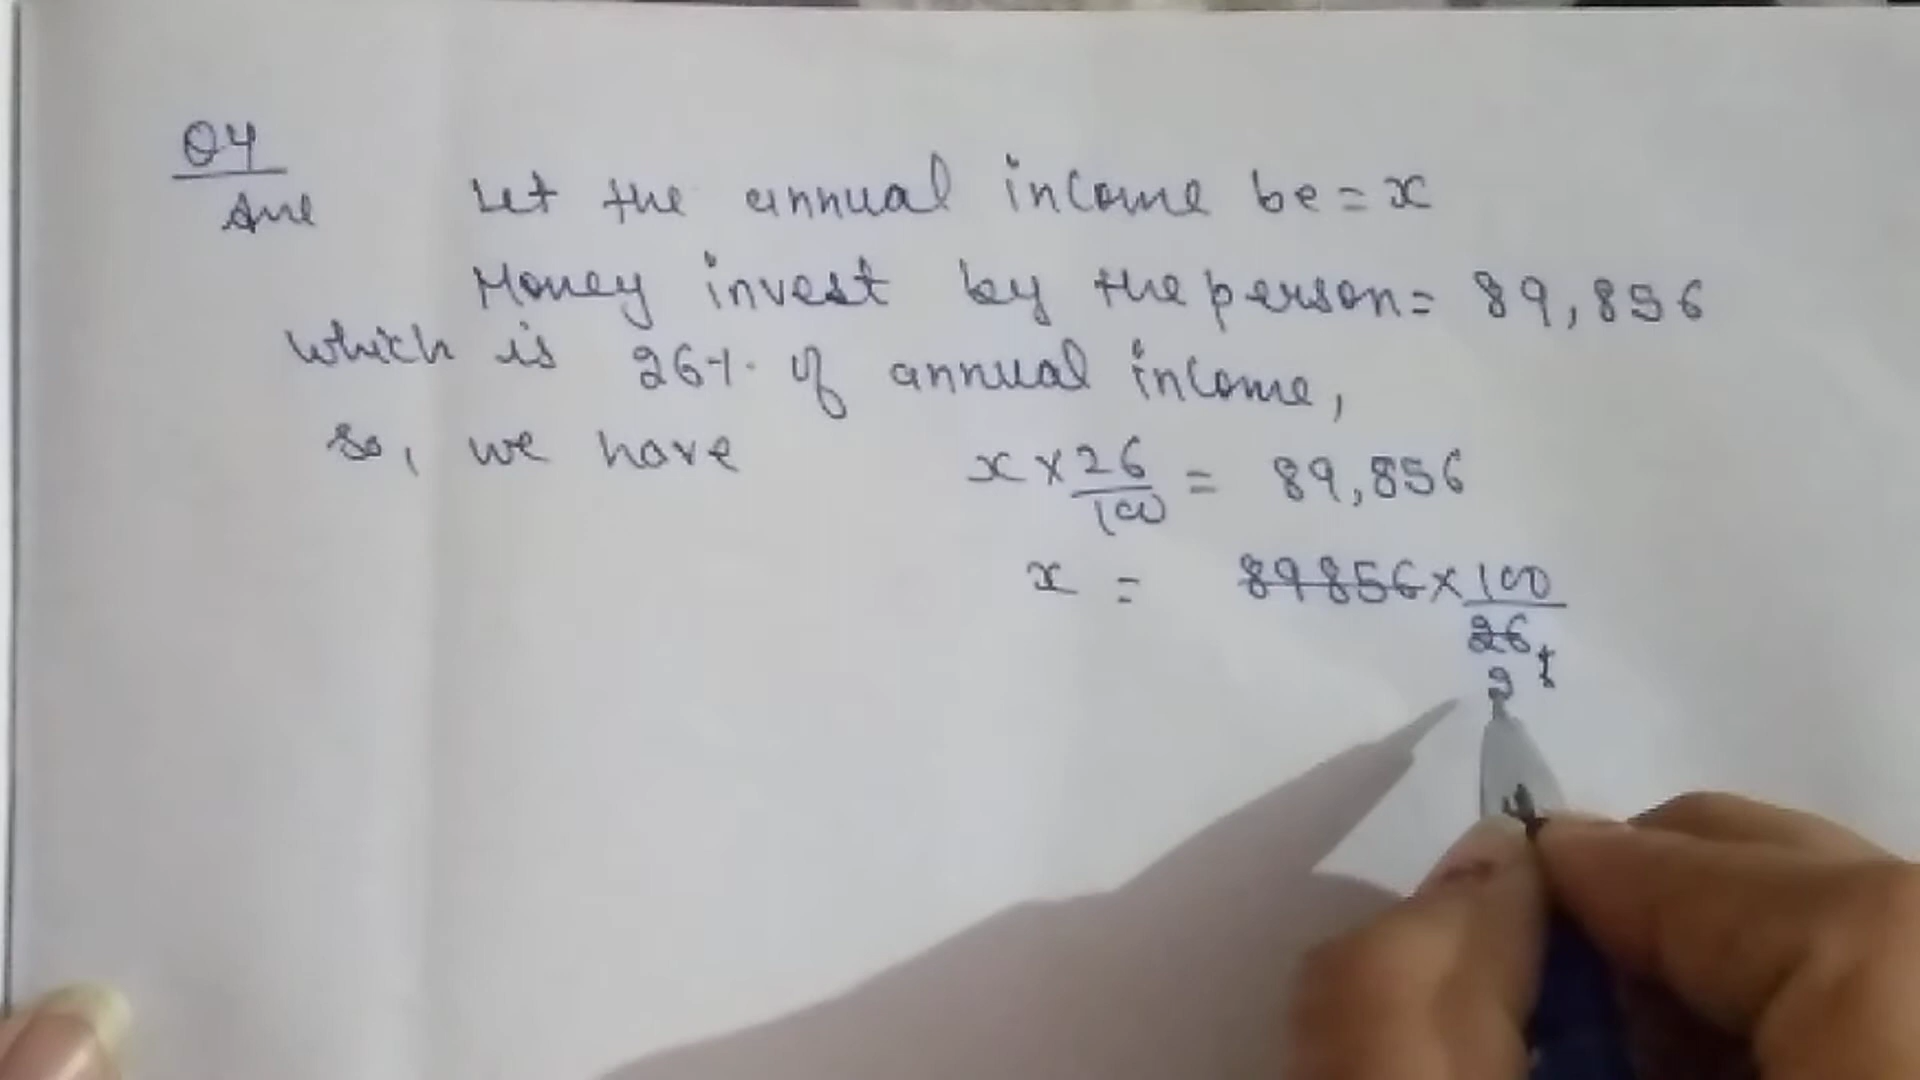 Q4
Ans Let the annual income be = x
Money invest by the person = 89,856
which is 26% of annual income,
so, we have x × 26/100 = 89,856
x = 89856 × 100/26
2